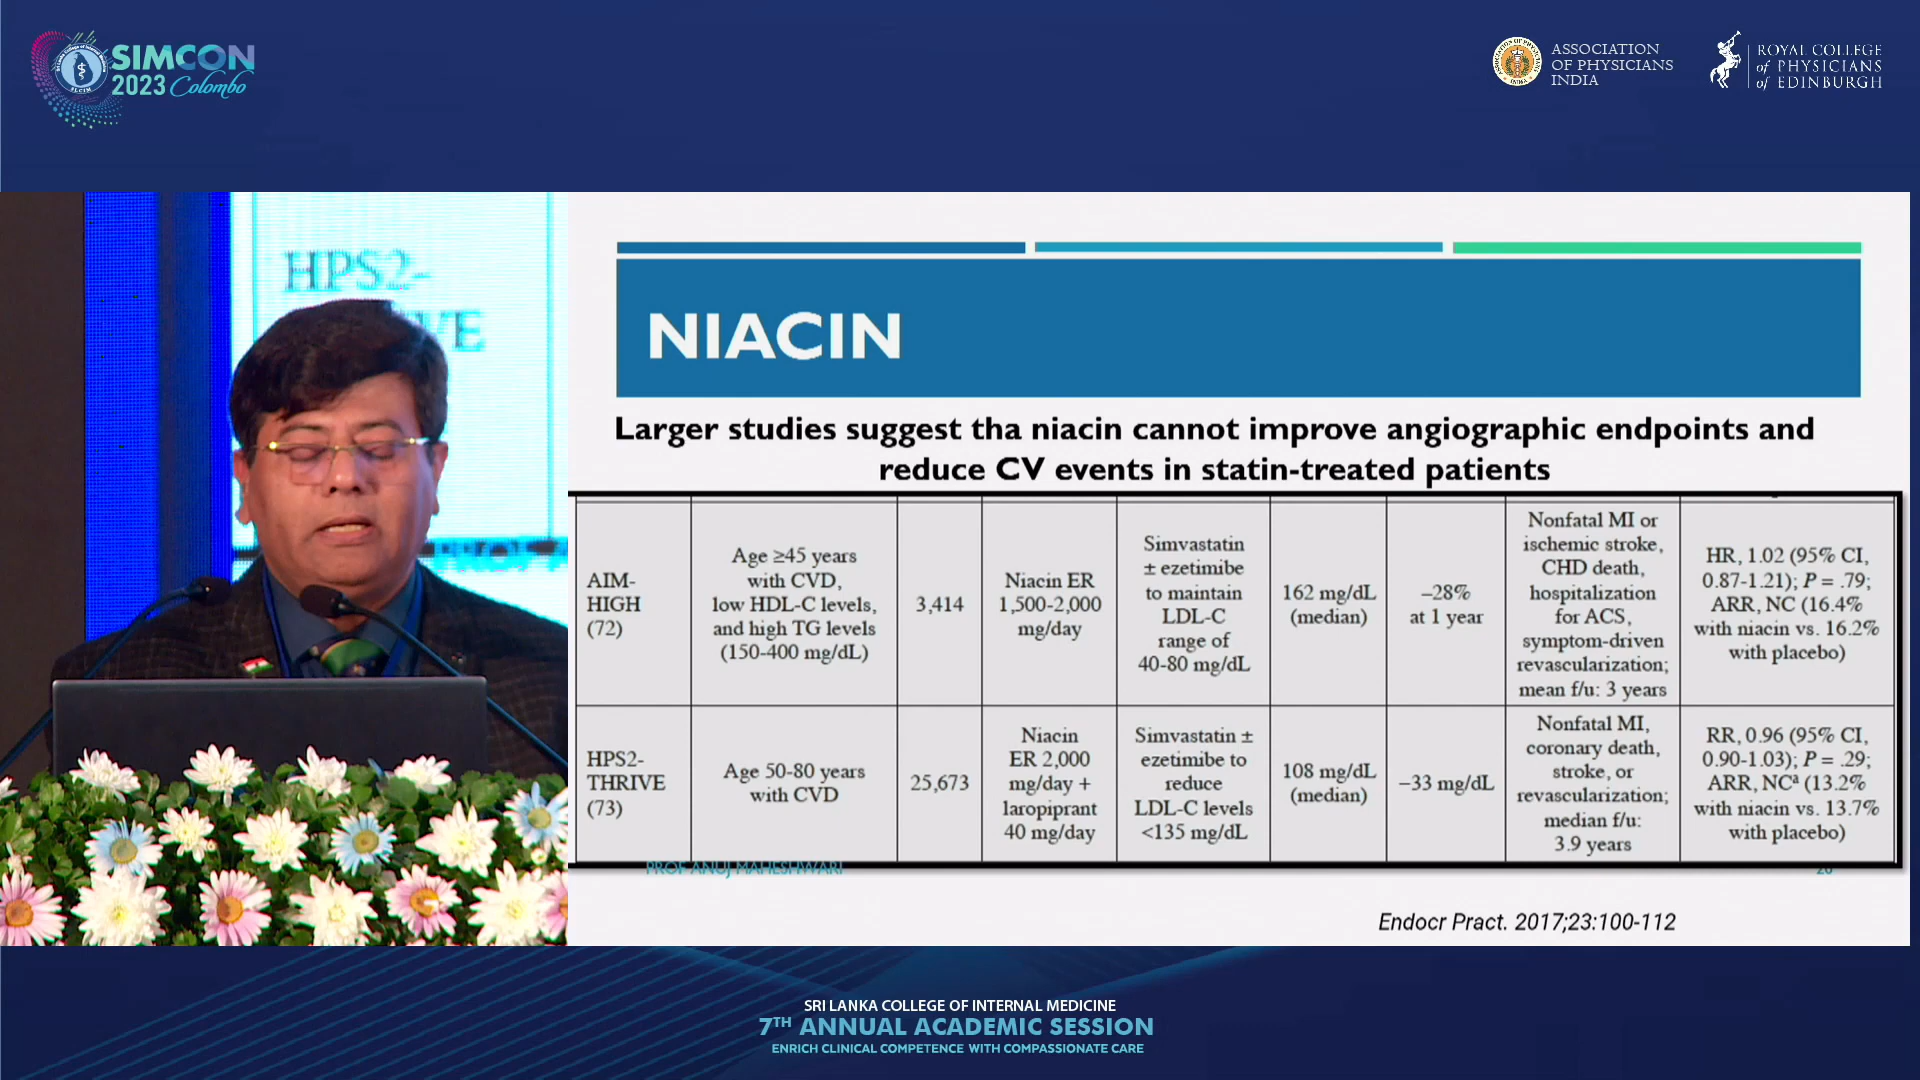 SIMCON
2023 Colombo
SLCIM
ASSOCIATION
OF PHYSICIANS
INDIA
ROYAL COLLEGE
of PHYSICIANS
of EDINBURGH
HPS2-
VE
NIACIN
Larger studies suggest tha niacin cannot improve angiographic endpoints and
reduce CV events in statin-treated patients
AIM-
HIGH
(72)
Age ≥45 years
with CVD,
low HDL-C levels,
and high TG levels
(150-400 mg/dL)
3,414
Niacin ER
1,500-2,000
mg/day
Simvastatin
± ezetimibe
to maintain
LDL-C
range of
40-80 mg/dL
162 mg/dL
(median)
–28%
at 1 year
Nonfatal MI or
ischemic stroke,
CHD death,
hospitalization
for ACS,
symptom-driven
revascularization;
mean f/u: 3 years
HR, 1.02 (95% CI,
0.87-1.21); P = .79;
ARR, NC (16.4%
with niacin vs. 16.2%
with placebo)
HPS2-
THRIVE
(73)
Age 50-80 years
with CVD
25,673
Niacin
ER 2,000
mg/day +
laropiprant
40 mg/day
Simvastatin ±
ezetimibe to
reduce
LDL-C levels
<135 mg/dL
108 mg/dL
(median)
–33 mg/dL
Nonfatal MI,
coronary death,
stroke, or
revascularization;
median f/u:
3.9 years
RR, 0.96 (95% CI,
0.90-1.03); P = .29;
ARR, NCᵃ (13.2%
with niacin vs. 13.7%
with placebo)
PROF ANUJ MAHESHWARI
20
Endocr Pract. 2017;23:100-112
SRI LANKA COLLEGE OF INTERNAL MEDICINE
7TH ANNUAL ACADEMIC SESSION
ENRICH CLINICAL COMPETENCE WITH COMPASSIONATE CARE